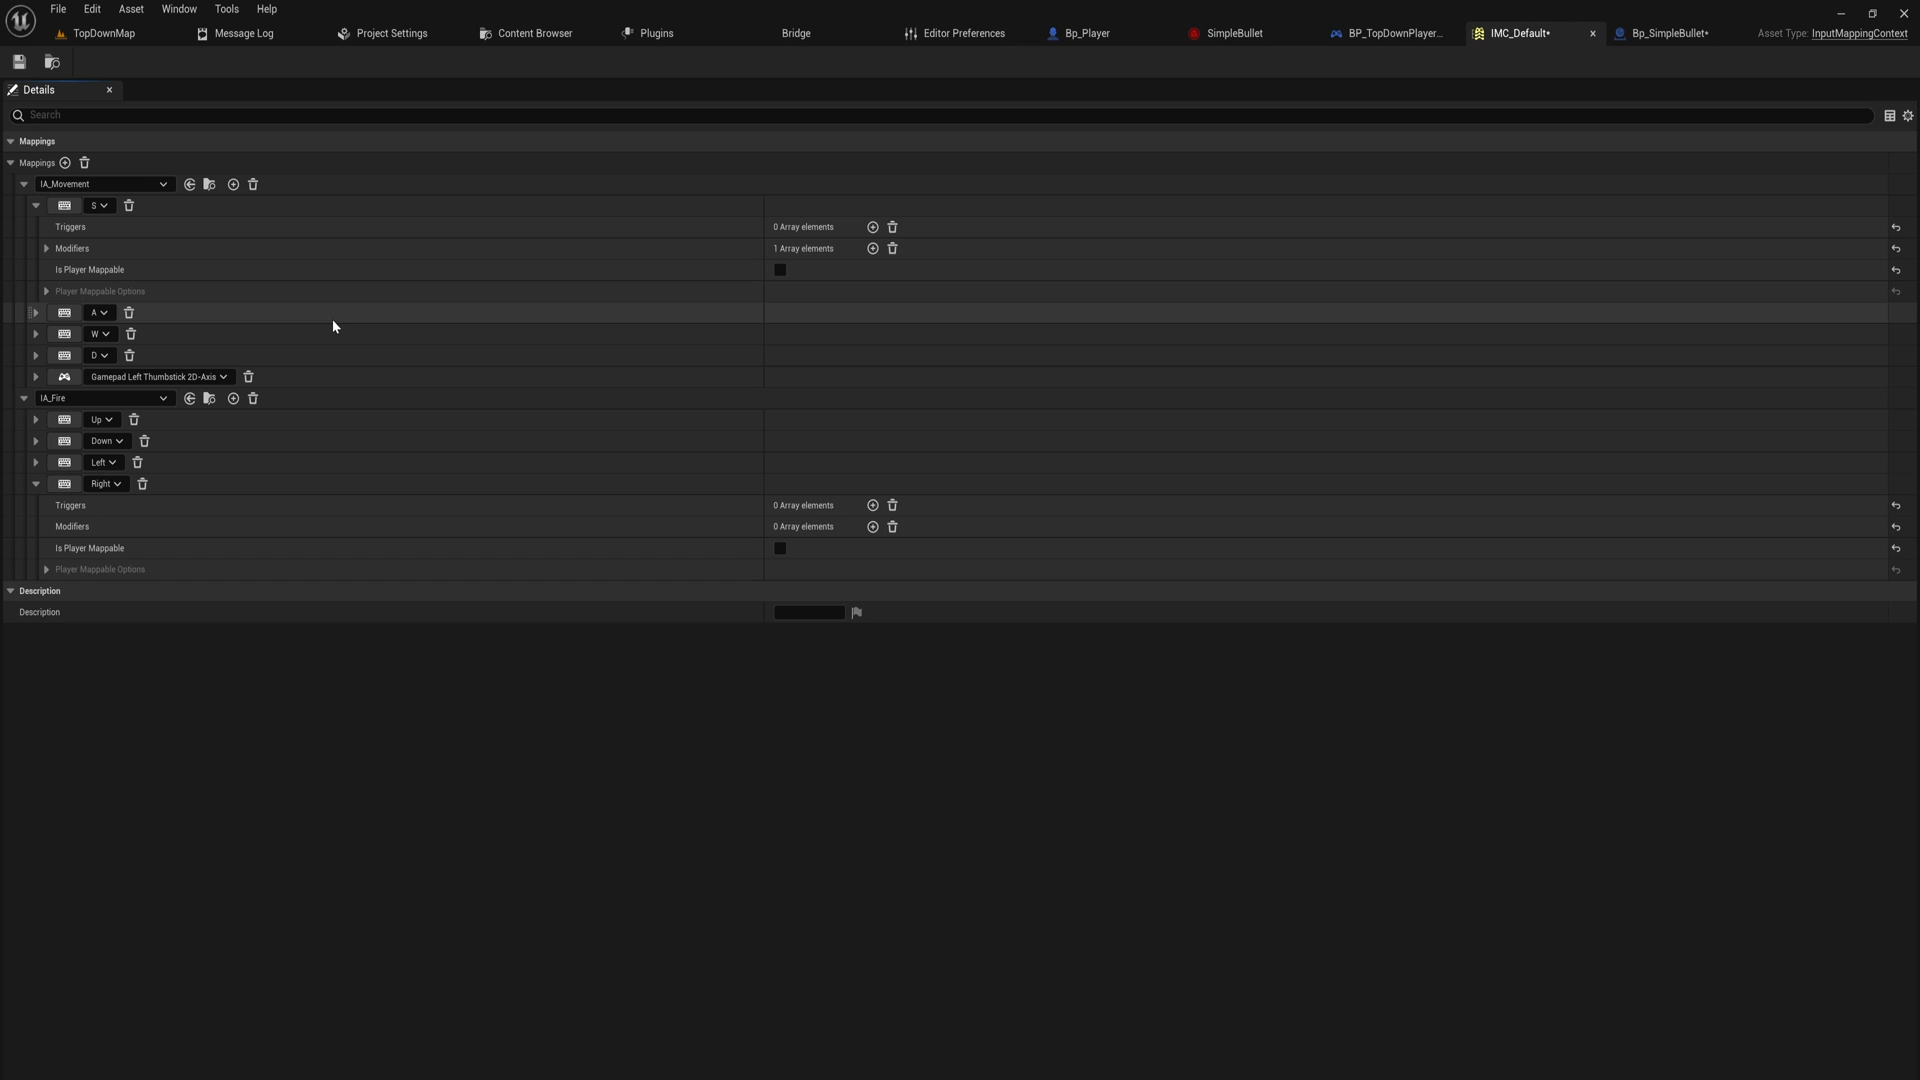 File Edit Asset Window Tools Help
TopDownMap Message Log Project Settings Content Browser Plugins Bridge Editor Preferences Bp_Player SimpleBullet BP_TopDownPlayer... IMC_Default* Bp_SimpleBullet* Asset Type: InputMappingContext
Details
Search
Mappings
Mappings
IA_Movement
S
Triggers 0 Array elements
Modifiers 1 Array elements
Is Player Mappable
Player Mappable Options
A
W
D
Gamepad Left Thumbstick 2D-Axis
IA_Fire
Up
Down
Left
Right
Triggers 0 Array elements
Modifiers 0 Array elements
Is Player Mappable
Player Mappable Options
Description
Description